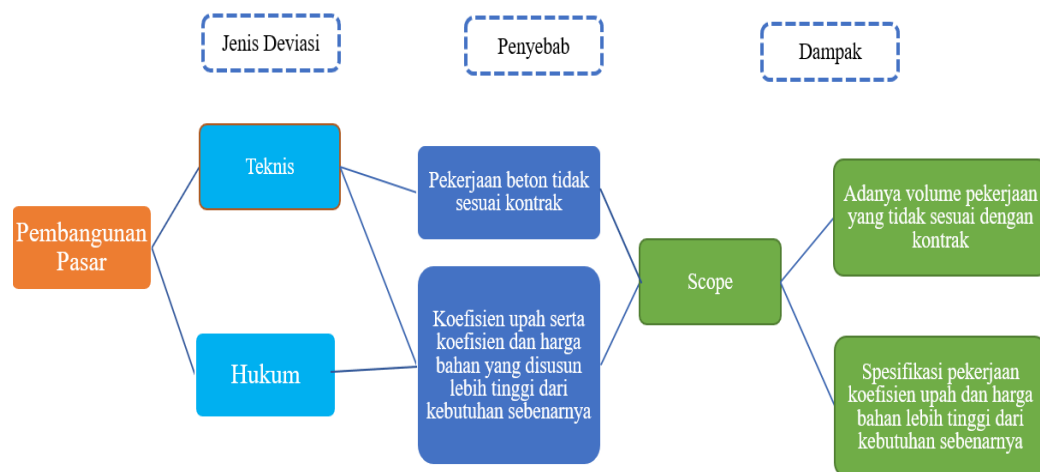 Jenis Deviasi
Penyebab
Dampak
Pembangunan
Pasar
Teknis
Hukum
Pekerjaan beton tidak
sesuai kontrak
Koefisien upah serta
koefisien dan harga
bahan yang disusun
lebih tinggi dari
kebutuhan sebenarnya
Scope
Adanya volume pekerjaan
yang tidak sesuai dengan
kontrak
Spesifikasi pekerjaan
koefisien upah dan harga
bahan lebih tinggi dari
kebutuhan sebenarnya